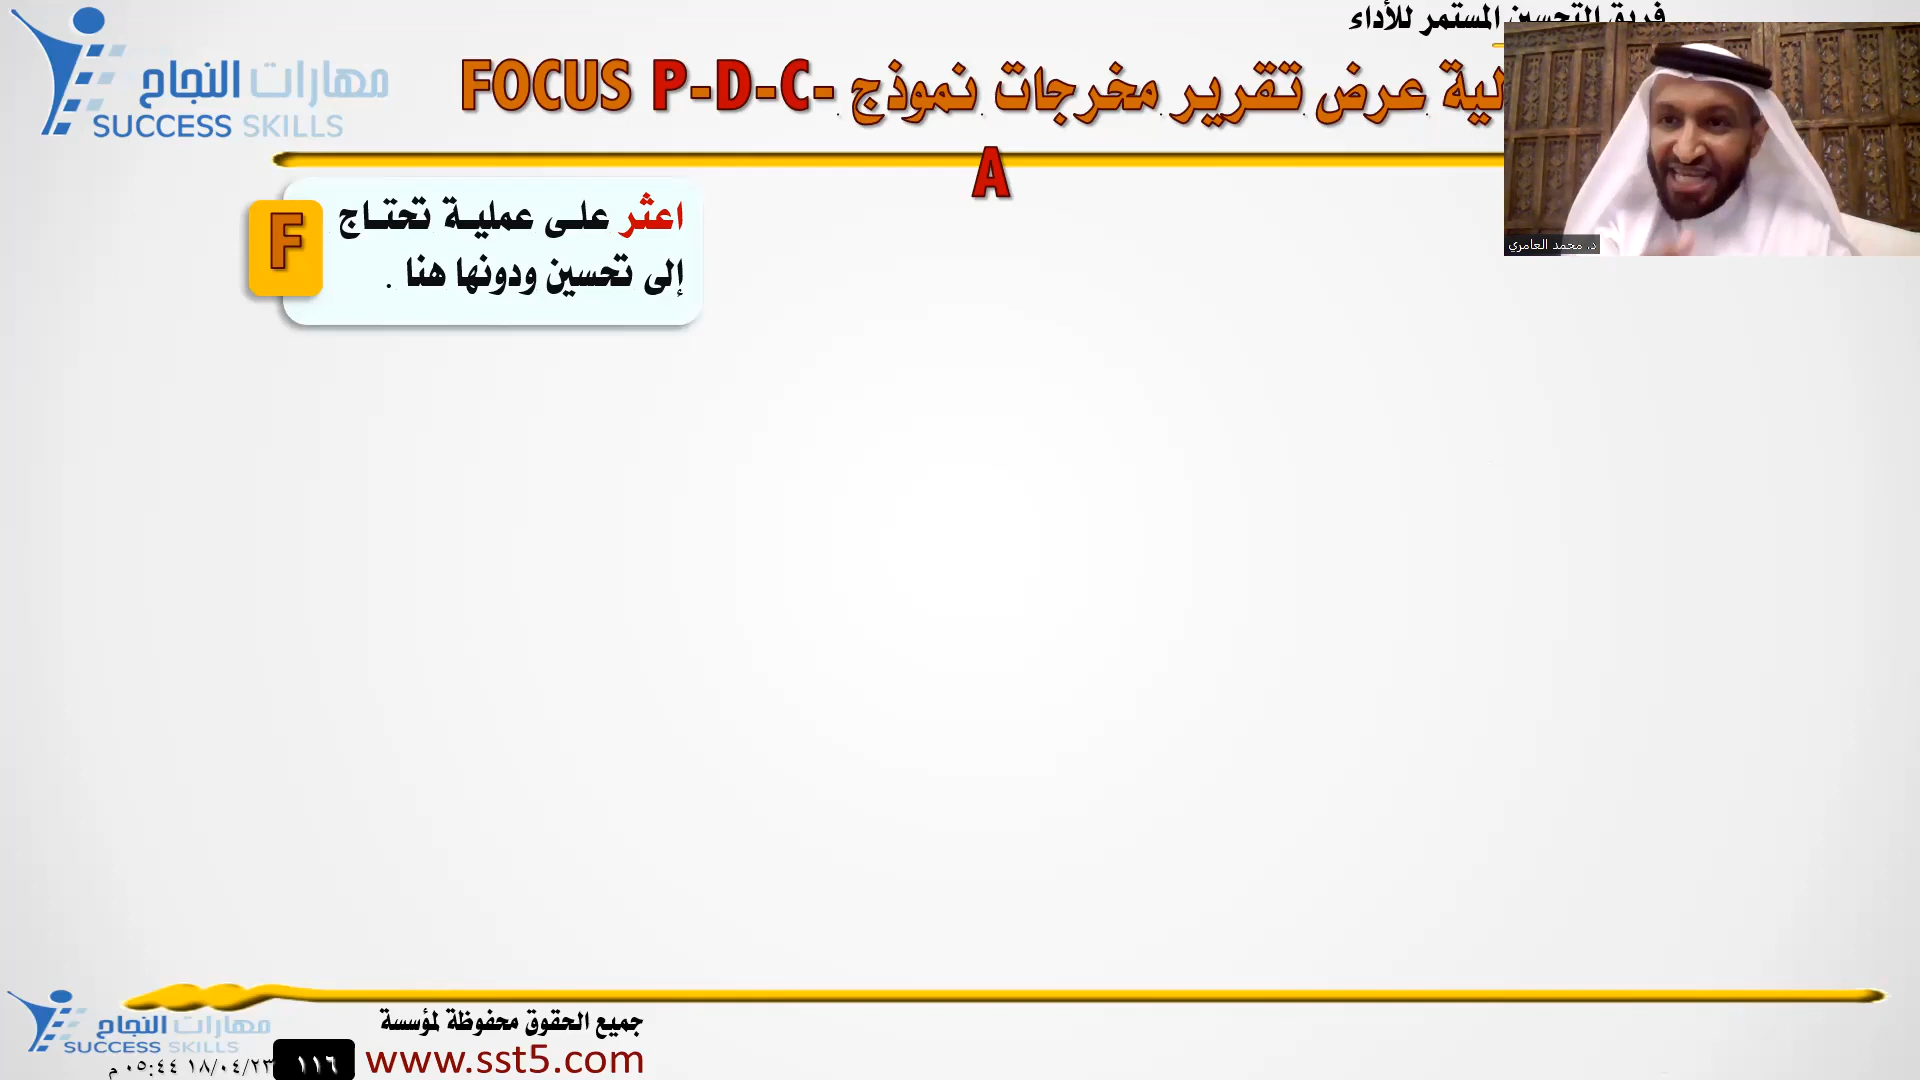 فريق التحسين المستمر للأداء
عرض تقرير مخرجات نموذج FOCUS P-D-C-
A
مهارات النجاح
SUCCESS SKILLS
د. محمد العامري
F
اعثر على عملية تحتاج
إلى تحسين ودونها هنا .
مهارات النجاح
SUCCESS SKILLS
جميع الحقوق محفوظة لمؤسسة
www.sst5.com
١١٦
١٨/٠٤/٢٣ ٠٥:٤٤ م